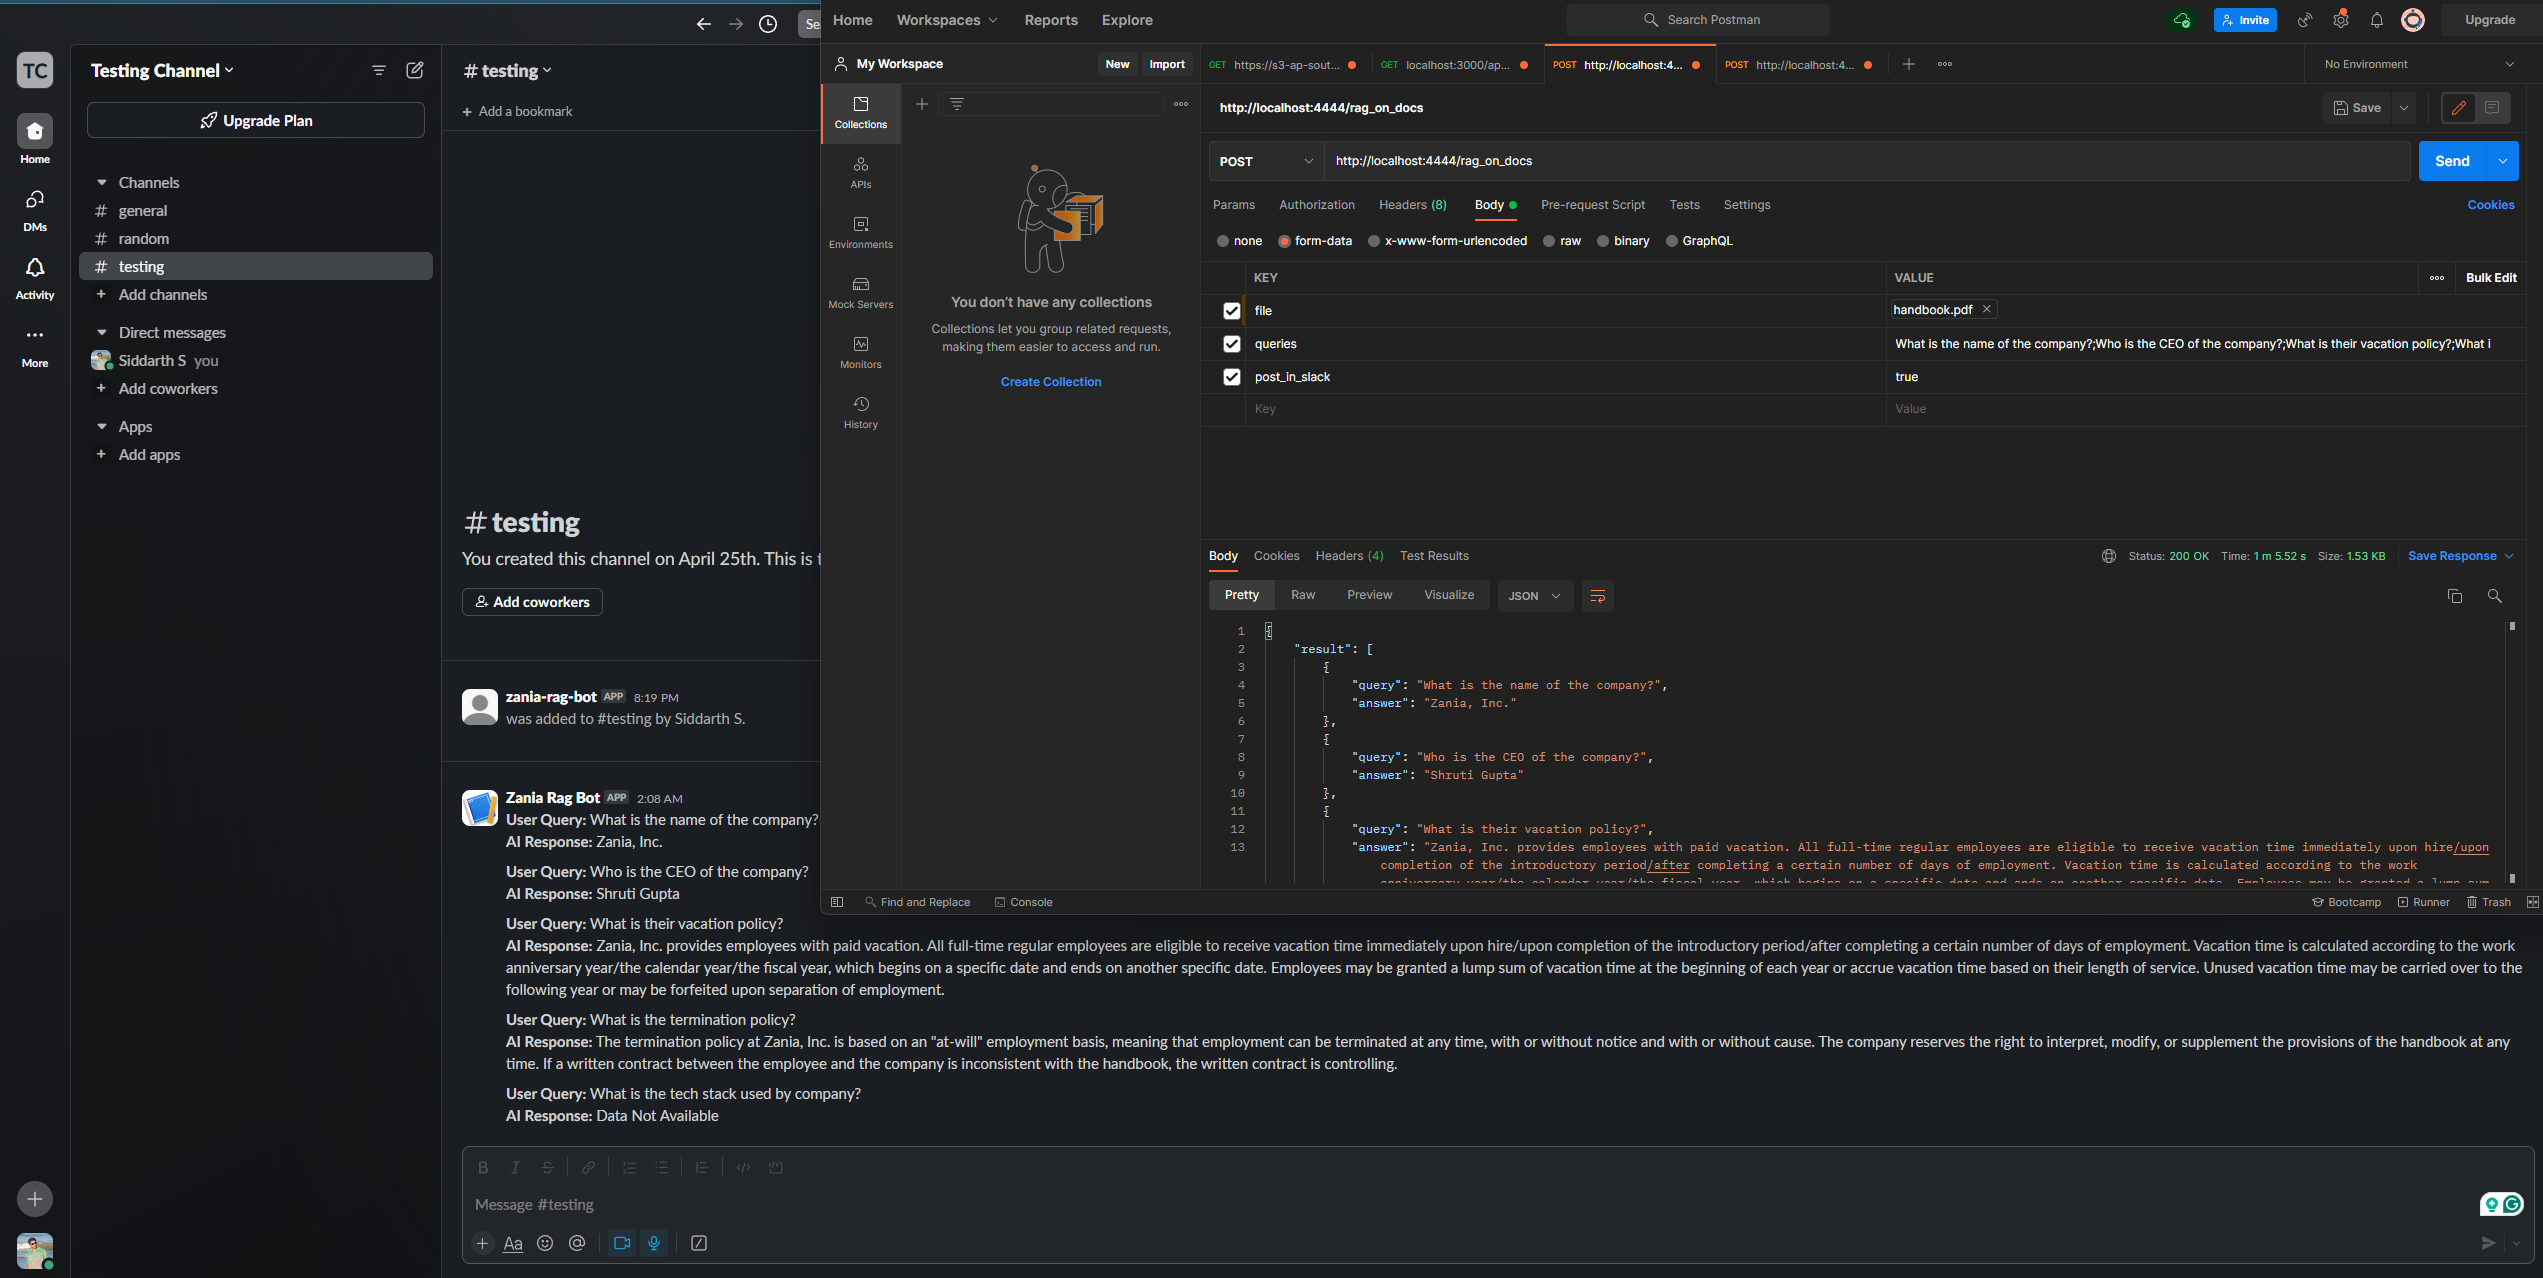 TC
Home
DMs
Activity
More
Testing Channel
Upgrade Plan
Channels
# general
# random
# testing
+ Add channels
Direct messages
Siddarth S you
+ Add coworkers
Apps
+ Add apps
Se
# testing
+ Add a bookmark
# testing
You created this channel on April 25th. This is t
Add coworkers
zania-rag-bot APP 8:19 PM
was added to #testing by Siddarth S.
Zania Rag Bot APP 2:08 AM
User Query: What is the name of the company?
AI Response: Zania, Inc.
User Query: Who is the CEO of the company?
AI Response: Shruti Gupta
User Query: What is their vacation policy?
AI Response: Zania, Inc. provides employees with paid vacation. All full-time regular employees are eligible to receive vacation time immediately upon hire/upon completion of the introductory period/after completing a certain number of days of employment. Vacation time is calculated according to the work
anniversary year/the calendar year/the fiscal year, which begins on a specific date and ends on another specific date. Employees may be granted a lump sum of vacation time at the beginning of each year or accrue vacation time based on their length of service. Unused vacation time may be carried over to the
following year or may be forfeited upon separation of employment.
User Query: What is the termination policy?
AI Response: The termination policy at Zania, Inc. is based on an "at-will" employment basis, meaning that employment can be terminated at any time, with or without notice and with or without cause. The company reserves the right to interpret, modify, or supplement the provisions of the handbook at any
time. If a written contract between the employee and the company is inconsistent with the handbook, the written contract is controlling.
User Query: What is the tech stack used by company?
AI Response: Data Not Available
Message #testing
Aa
Home Workspaces Reports Explore
Search Postman
Invite
Upgrade
My Workspace
New Import
GET https://s3-ap-sout...
GET localhost:3000/ap...
POST http://localhost:4...
POST http://localhost:4...
No Environment
Collections
APIs
Environments
Mock Servers
Monitors
History
You don't have any collections
Collections let you group related requests,
making them easier to access and run.
Create Collection
http://localhost:4444/rag_on_docs
Save
POST http://localhost:4444/rag_on_docs
Send
Params Authorization Headers (8) Body Pre-request Script Tests Settings
Cookies
none form-data x-www-form-urlencoded raw binary GraphQL
KEY VALUE Bulk Edit
file handbook.pdf
queries What is the name of the company?;Who is the CEO of the company?;What is their vacation policy?;What i
post_in_slack true
Key Value
Body Cookies Headers (4) Test Results
Status: 200 OK Time: 1 m 5.52 s Size: 1.53 KB Save Response
Pretty Raw Preview Visualize JSON
1 {
2 "result": [
3 {
4 "query": "What is the name of the company?",
5 "answer": "Zania, Inc."
6 },
7 {
8 "query": "Who is the CEO of the company?",
9 "answer": "Shruti Gupta"
10 },
11 {
12 "query": "What is their vacation policy?",
13 "answer": "Zania, Inc. provides employees with paid vacation. All full-time regular employees are eligible to receive vacation time immediately upon hire/upon
completion of the introductory period/after completing a certain number of days of employment. Vacation time is calculated according to the work
anniversary year/the calendar year/the fiscal year, which begins on a specific date and ends on another specific date. Employees may be granted a lump sum
Find and Replace Console
Bootcamp Runner Trash